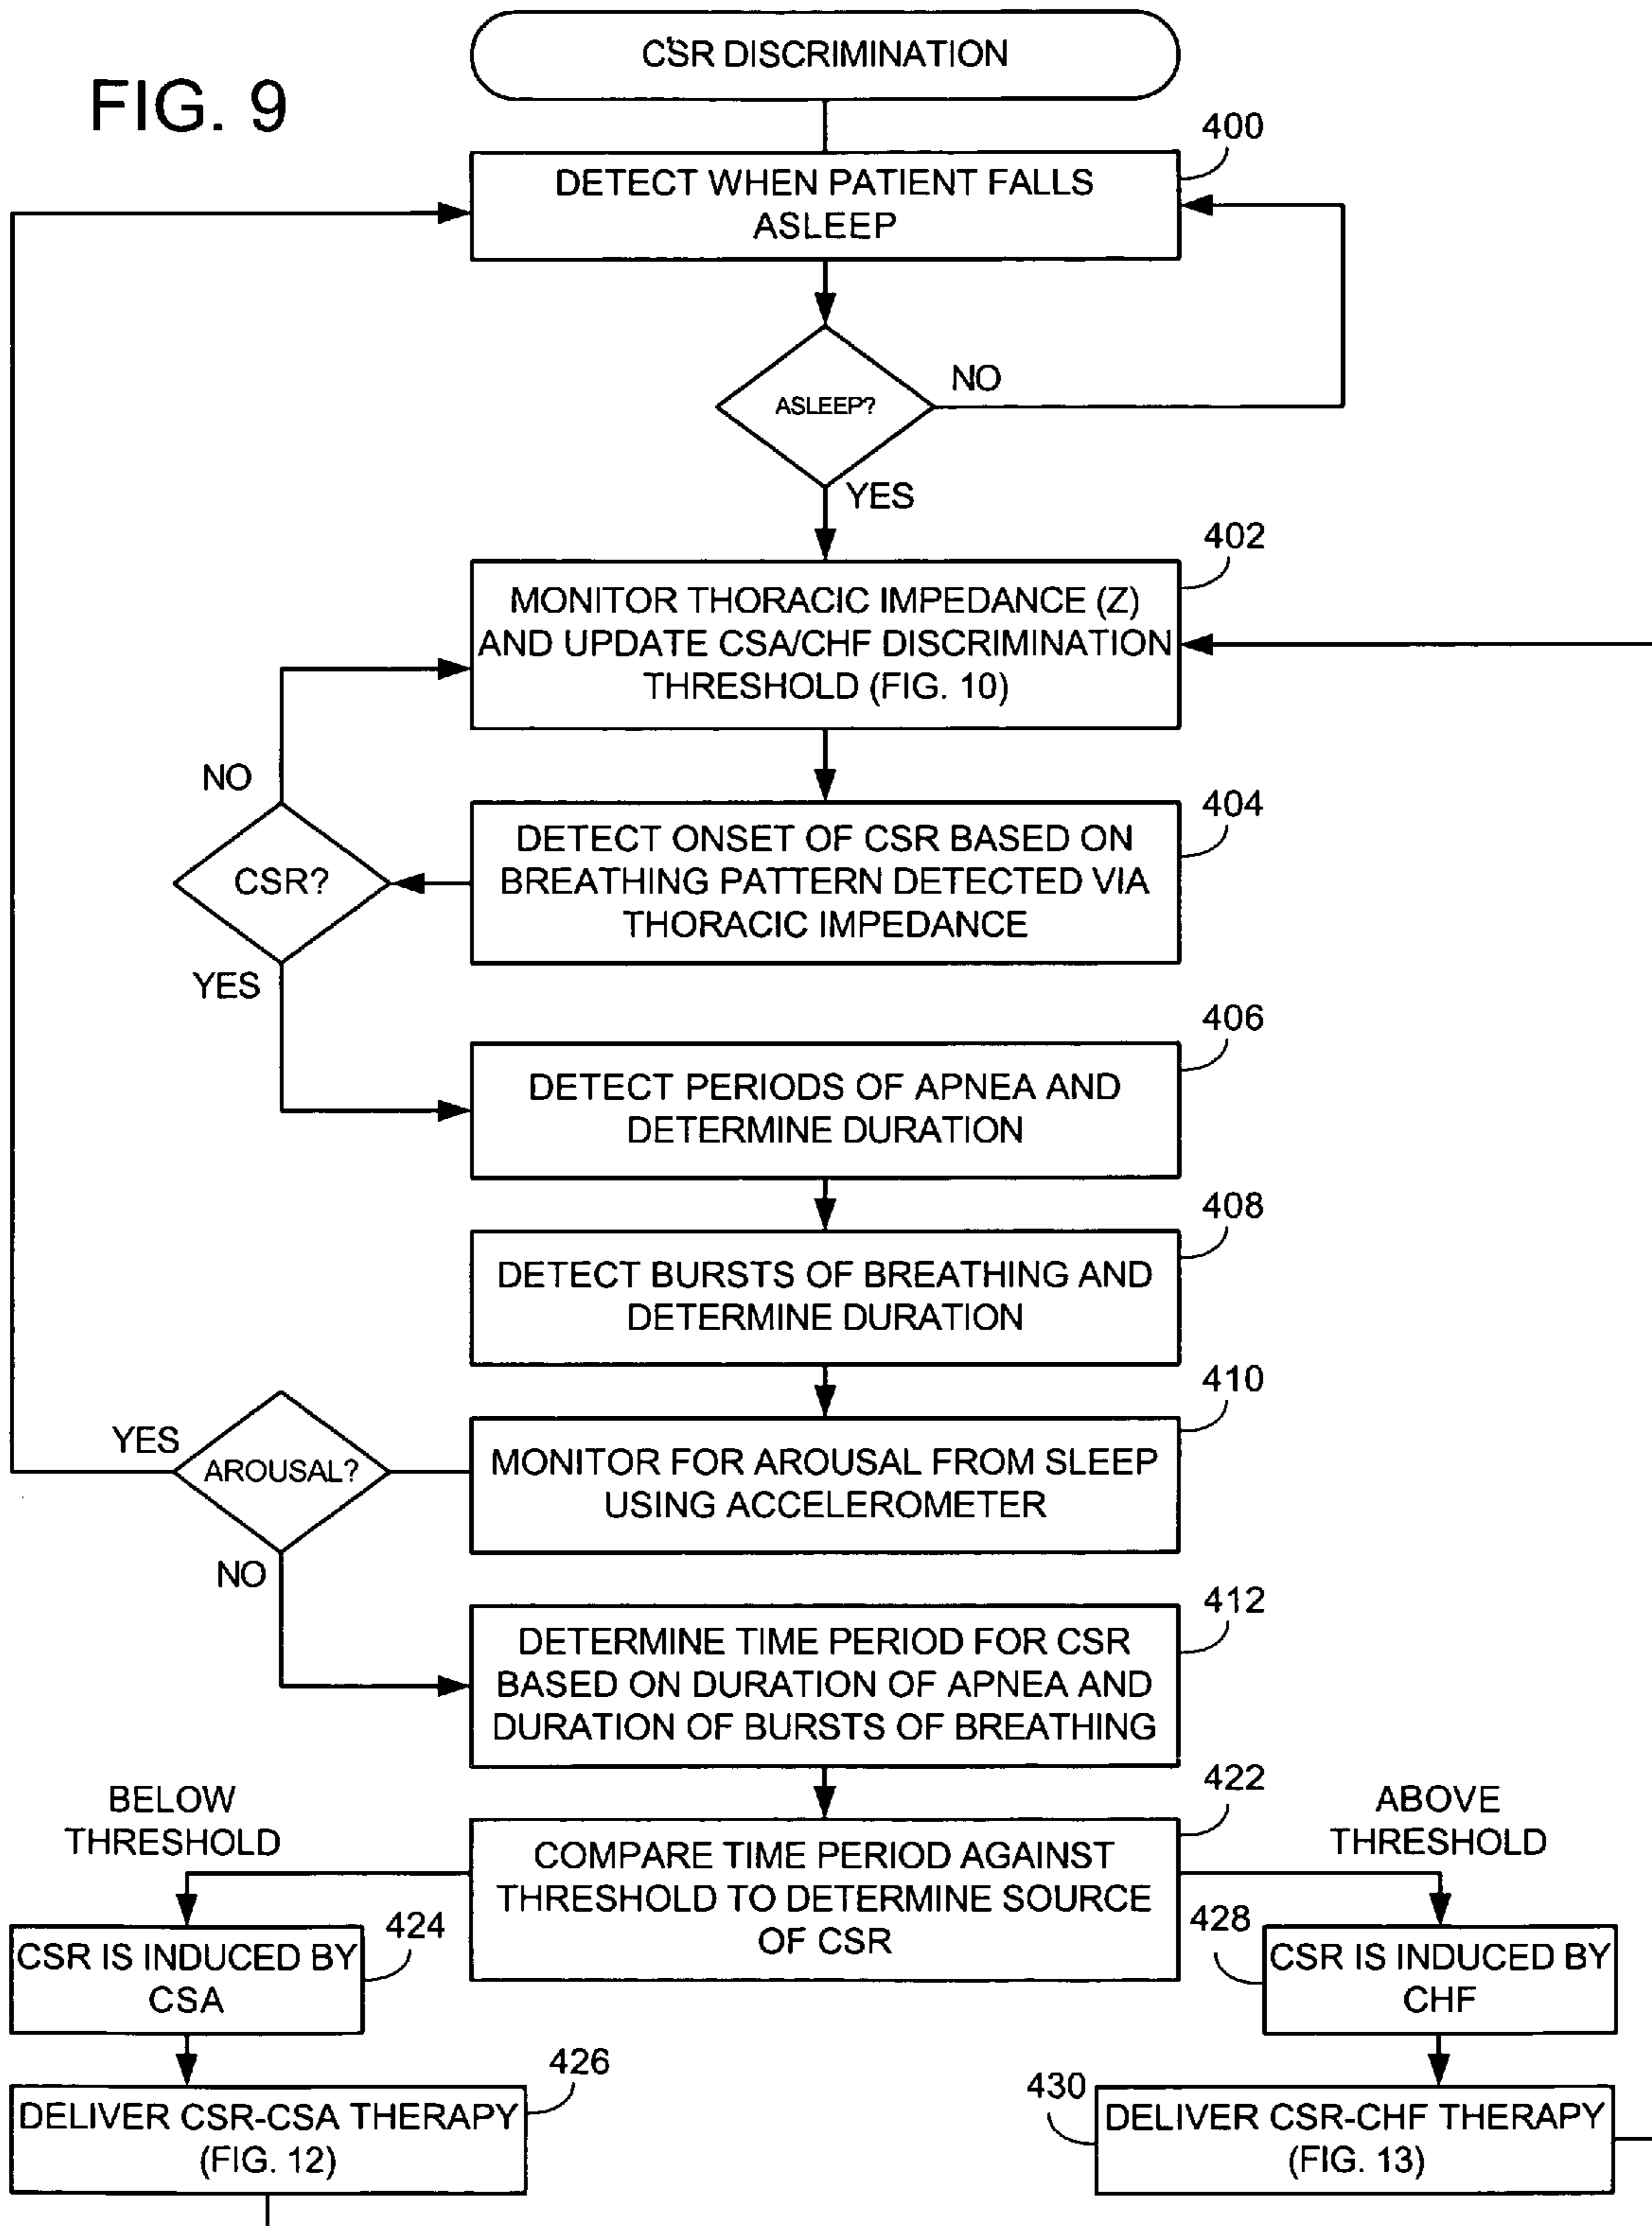 FIG. 9
CSR DISCRIMINATION
400
DETECT WHEN PATIENT FALLS
ASLEEP
ASLEEP?
NO
YES
402
MONITOR THORACIC IMPEDANCE (Z)
AND UPDATE CSA/CHF DISCRIMINATION
THRESHOLD (FIG. 10)
NO
404
DETECT ONSET OF CSR BASED ON
BREATHING PATTERN DETECTED VIA
THORACIC IMPEDANCE
CSR?
YES
406
DETECT PERIODS OF APNEA AND
DETERMINE DURATION
408
DETECT BURSTS OF BREATHING AND
DETERMINE DURATION
410
MONITOR FOR AROUSAL FROM SLEEP
USING ACCELEROMETER
YES
AROUSAL?
NO
412
DETERMINE TIME PERIOD FOR CSR
BASED ON DURATION OF APNEA AND
DURATION OF BURSTS OF BREATHING
422
COMPARE TIME PERIOD AGAINST
THRESHOLD TO DETERMINE SOURCE
OF CSR
BELOW
THRESHOLD
ABOVE
THRESHOLD
424
CSR IS INDUCED BY
CSA
428
CSR IS INDUCED BY
CHF
426
DELIVER CSR-CSA THERAPY
(FIG. 12)
430
DELIVER CSR-CHF THERAPY
(FIG. 13)